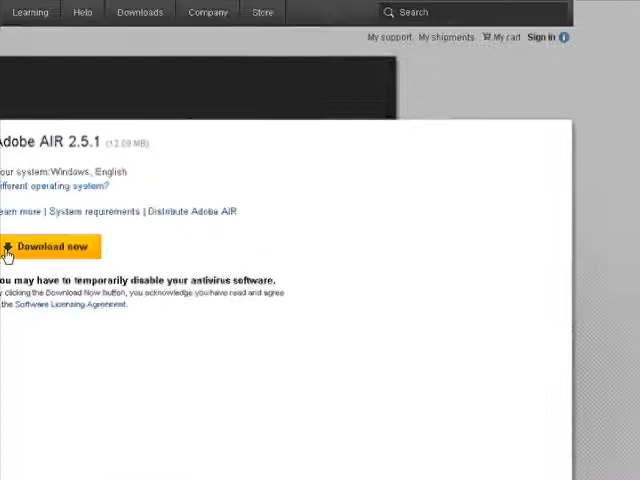 Learning Help Downloads Company Store Search
My support My shipments My cart Sign in
Adobe AIR 2.5.1 (12.09 MB)
our system:Windows, English
ifferent operating system?
earn more | System requirements | Distribute Adobe AIR
Download now
ou may have to temporarily disable your antivirus software.
y clicking the Download Now button, you acknowledge you have read and agree
the Software Licensing Agreement.